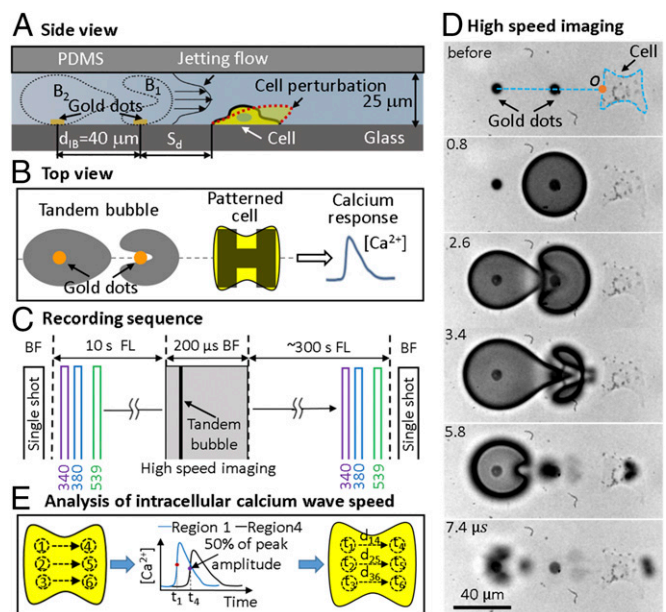 A Side view
PDMS
Jetting flow
B2
B1
Cell perturbation
Gold dots
25 μm
dIB=40 μm
Sd
Cell
Glass
B Top view
Tandem bubble
Patterned
cell
Calcium
response
[Ca2+]
Gold dots
C Recording sequence
BF
10 s FL
200 μs BF
~300 s FL
BF
Single shot
Tandem
bubble
Single shot
340
380
539
High speed imaging
340
380
539
E Analysis of intracellular calcium wave speed
1
4
2
5
3
6
[Ca2+]
Region 1
Region4
50% of peak
amplitude
t1
t4
Time
t1
d14
t4
t2
d25
t5
t3
d36
t6
D High speed imaging
before
Cell
O
Gold dots
0.8
2.6
3.4
5.8
7.4 μs
40 μm